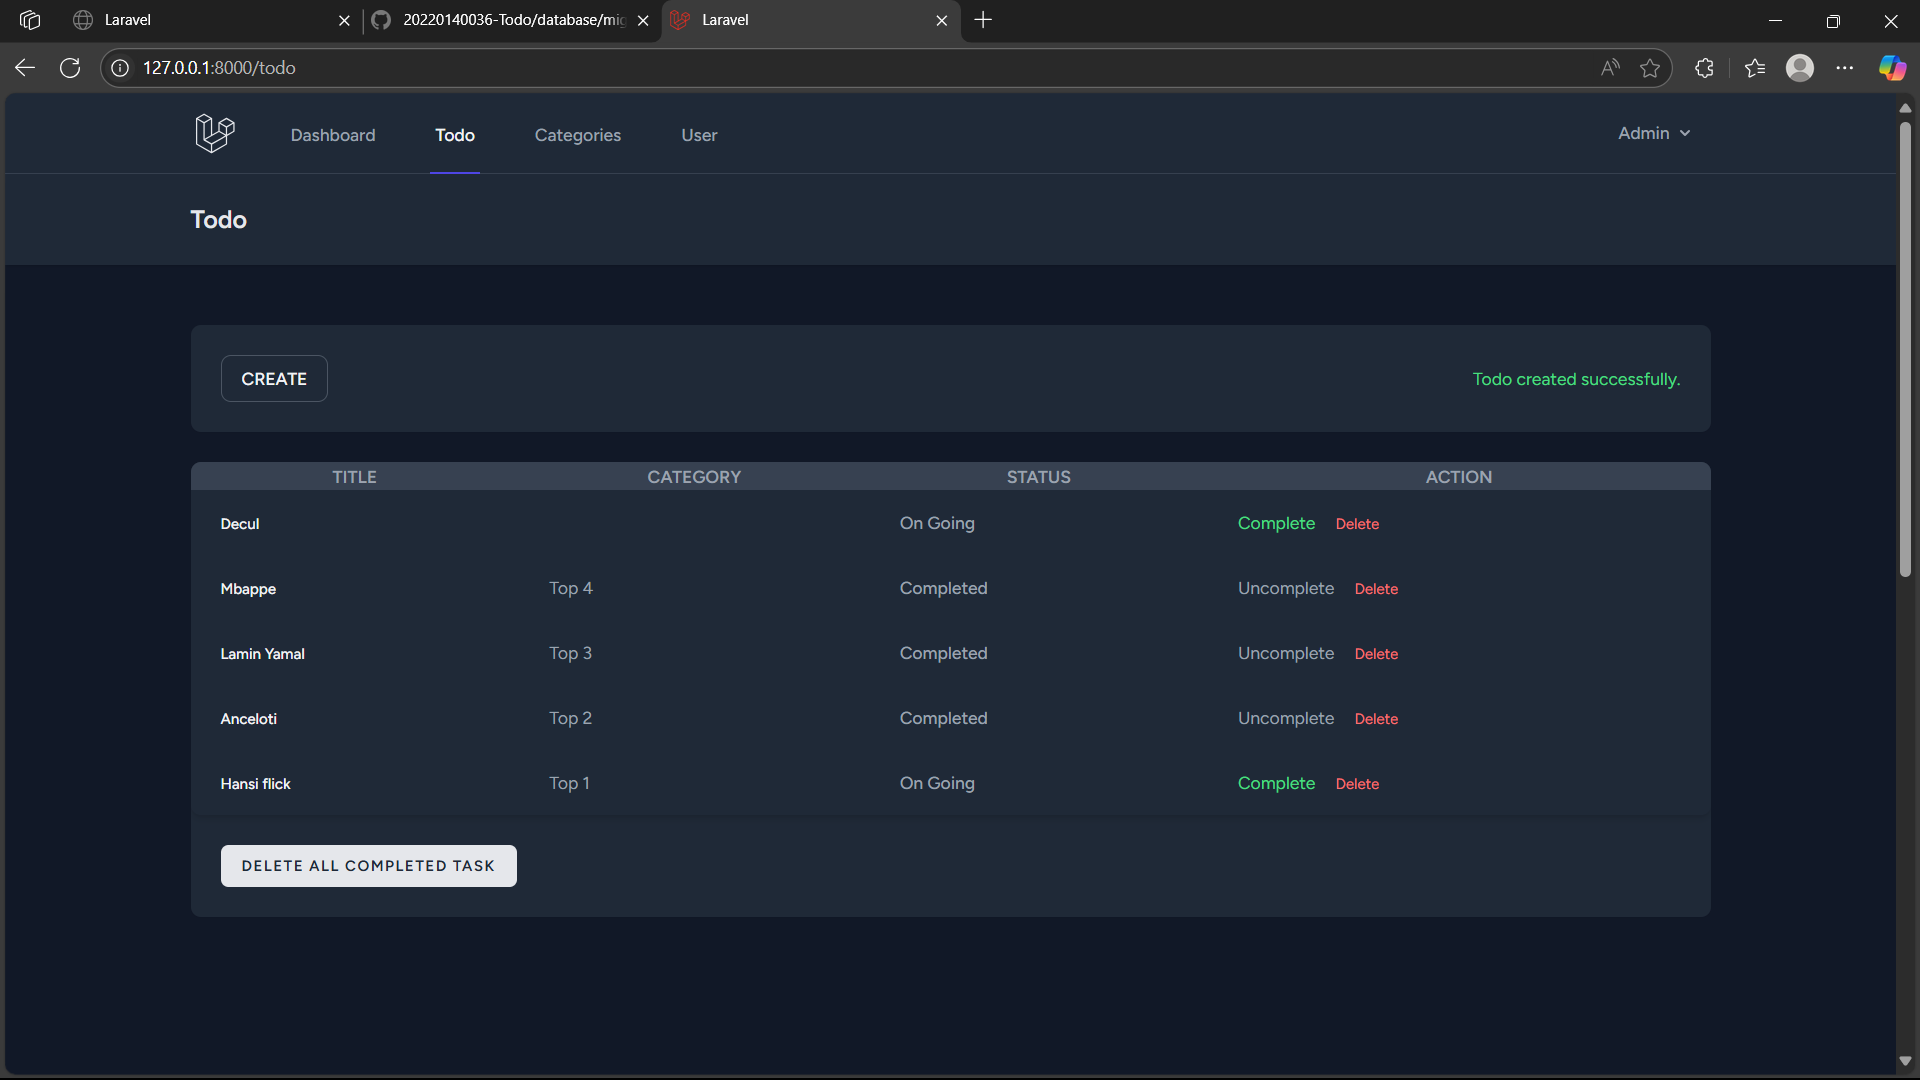 Laravel
20220140036-Todo/database/mig
Laravel
127.0.0.1:8000/todo
Dashboard
Todo
Categories
User
Admin
Todo
CREATE
Todo created successfully.
TITLE CATEGORY STATUS ACTION
Decul On Going Complete Delete
Mbappe Top 4 Completed Uncomplete Delete
Lamin Yamal Top 3 Completed Uncomplete Delete
Anceloti Top 2 Completed Uncomplete Delete
Hansi flick Top 1 On Going Complete Delete
DELETE ALL COMPLETED TASK